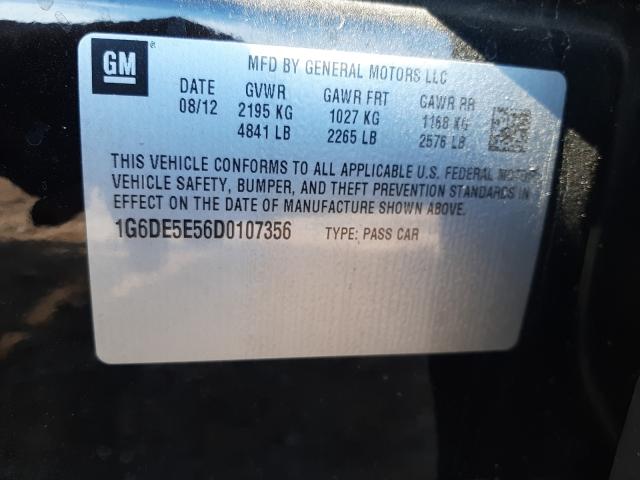 GM ®
MFD BY GENERAL MOTORS LLC
DATE GVWR GAWR FRT GAWR RR
08/12 2195 KG 1027 KG 1168 KG
4841 LB 2265 LB 2576 LB
THIS VEHICLE CONFORMS TO ALL APPLICABLE U.S. FEDERAL MOTOR
VEHICLE SAFETY, BUMPER, AND THEFT PREVENTION STANDARDS IN
EFFECT ON THE DATE OF MANUFACTURE SHOWN ABOVE.
1G6DE5E56D0107356 TYPE: PASS CAR